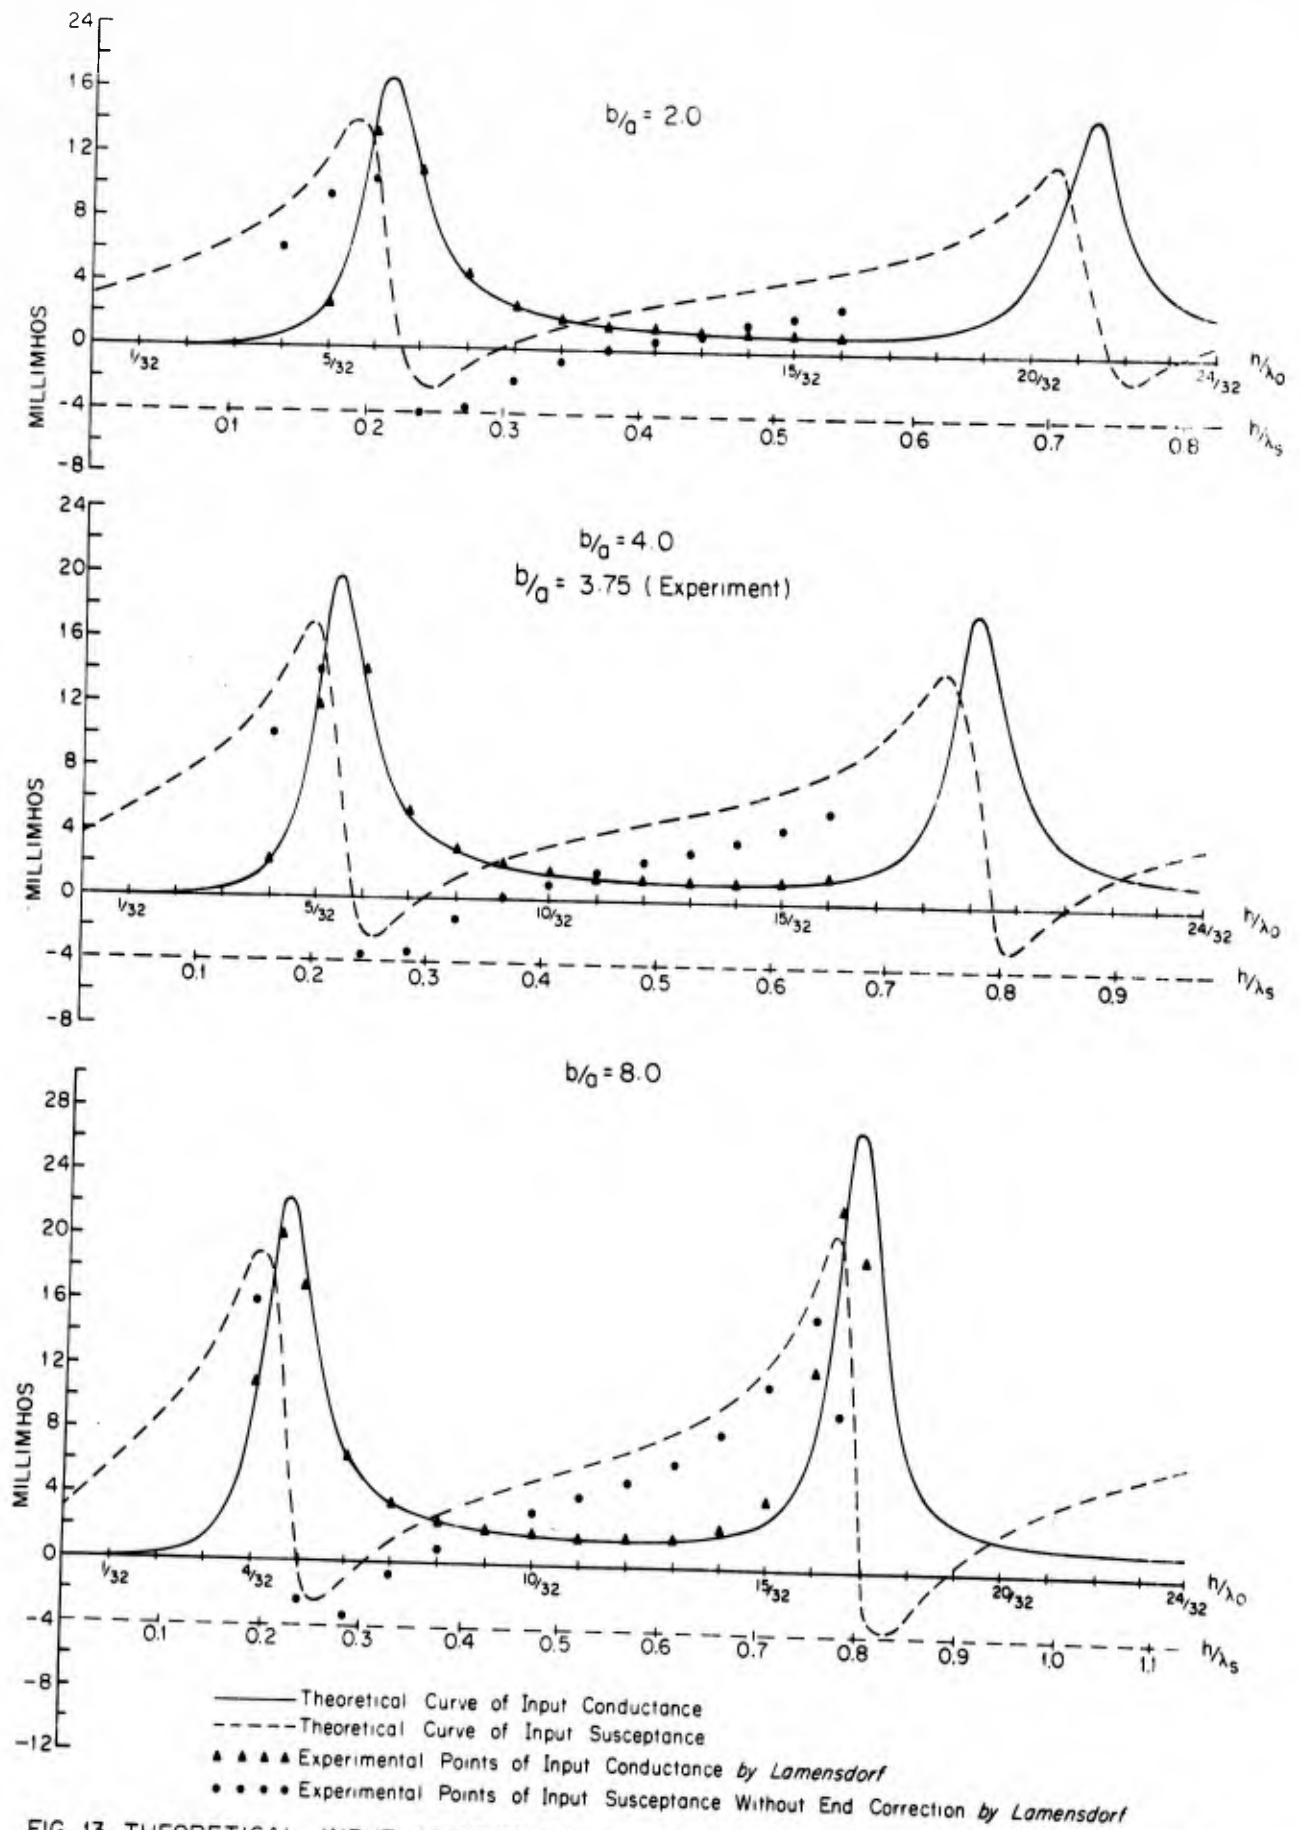 24
16
12
8
4
0
-4
-8
MILLIMHOS
b/a = 2.0
1/32 5/32 15/32 20/32 24/32 h/λo
0.1 0.2 0.3 0.4 0.5 0.6 0.7 0.8 h/λs
24
20
16
12
8
4
0
-4
-8
MILLIMHOS
b/a = 4.0
b/a = 3.75 (Experiment)
1/32 5/32 10/32 15/32 24/32 h/λo
0.1 0.2 0.3 0.4 0.5 0.6 0.7 0.8 0.9 h/λs
28
24
20
16
12
8
4
0
-4
-8
-12
MILLIMHOS
b/a = 8.0
1/32 4/32 10/32 15/32 20/32 24/32 h/λo
0.1 0.2 0.3 0.4 0.5 0.6 0.7 0.8 0.9 1.0 1.1 h/λs
Theoretical Curve of Input Conductance
Theoretical Curve of Input Susceptance
Experimental Points of Input Conductance by Lamensdorf
Experimental Points of Input Susceptance Without End Correction by Lamensdorf
FIG. 13 THEORETICAL INPUT